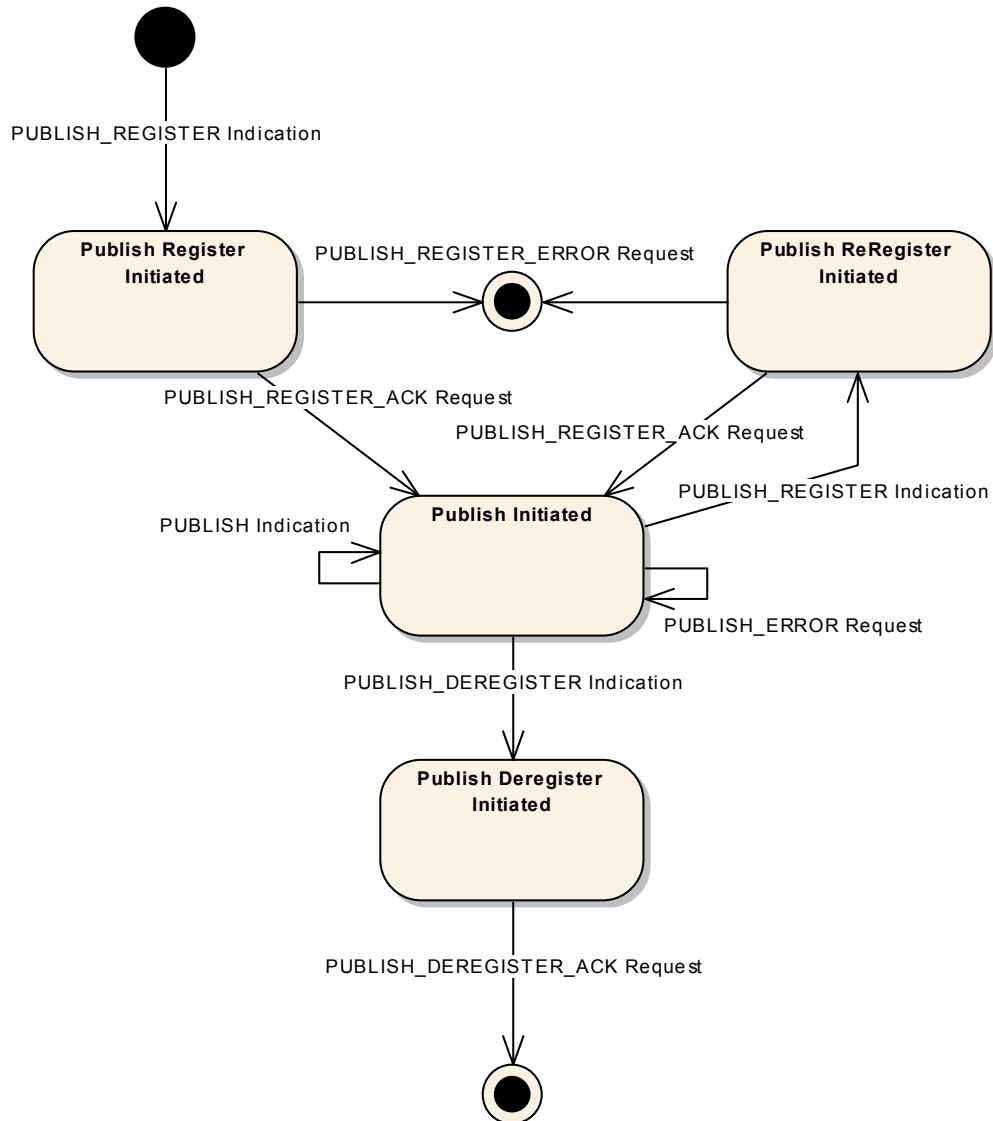 PUBLISH_REGISTER Indication
Publish Register
Initiated
PUBLISH_REGISTER_ERROR Request
Publish ReRegister
Initiated
PUBLISH_REGISTER_ACK Request
PUBLISH_REGISTER_ACK Request
PUBLISH_REGISTER Indication
Publish Initiated
PUBLISH Indication
PUBLISH_ERROR Request
PUBLISH_DEREGISTER Indication
Publish Deregister
Initiated
PUBLISH_DEREGISTER_ACK Request